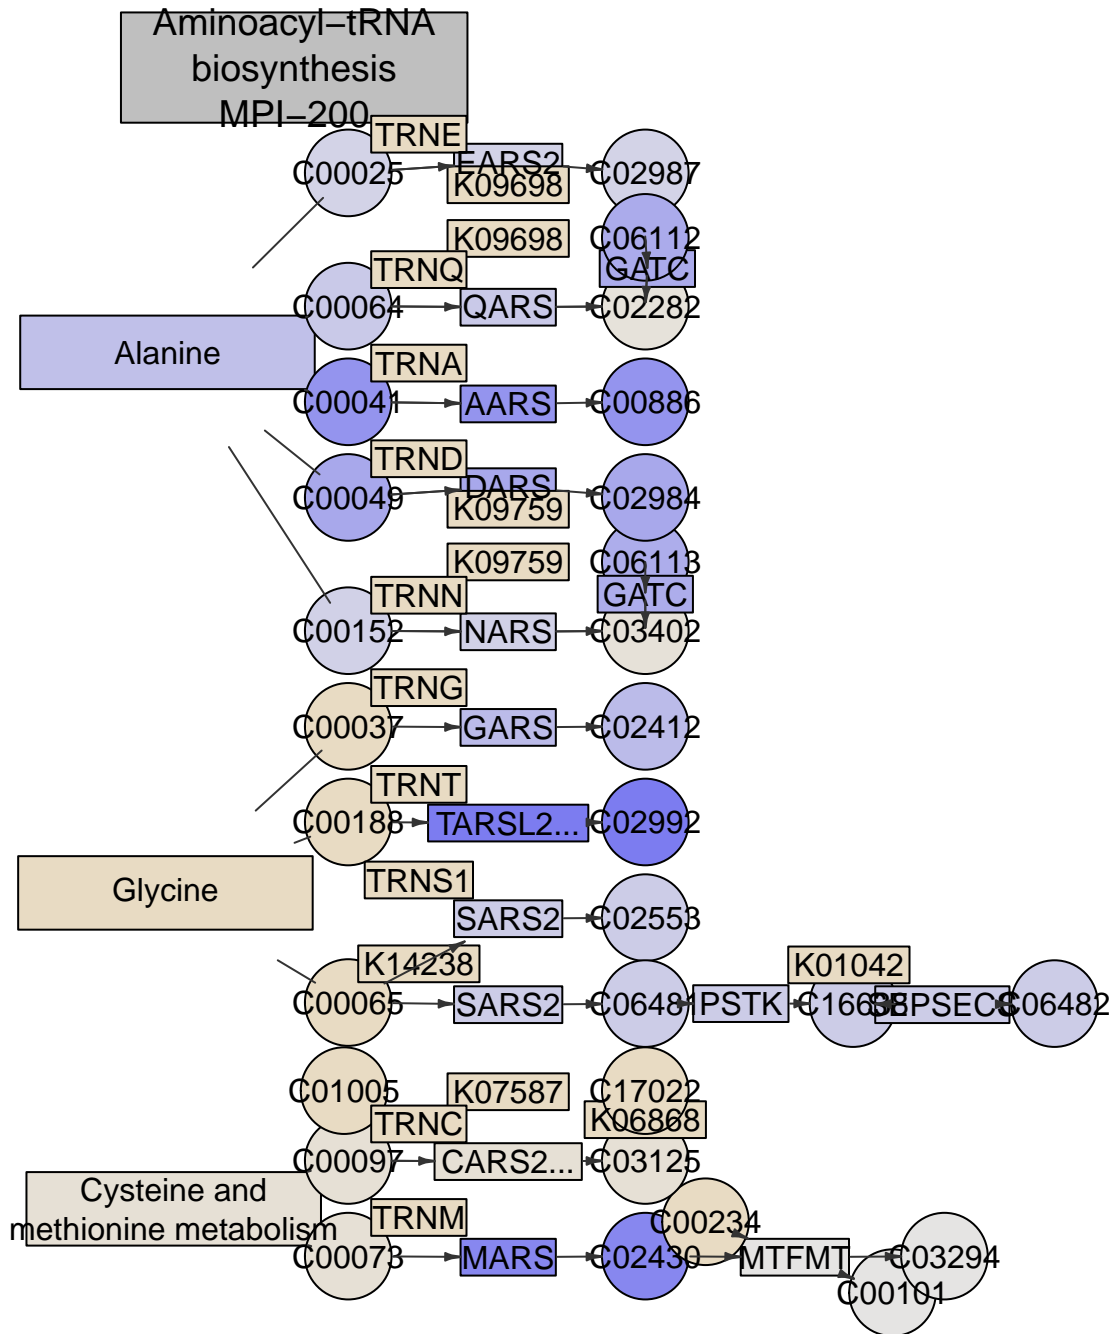 Aminoacyl−tRNA
biosynthesis
MPI−200
TRNE
C00025
EARS2
C02987
K09698
K09698
C06112
TRNQ
GATC
C00064
QARS
C02282
Alanine
TRNA
C00041
AARS
C00886
TRND
C00049
DARS
C02984
K09759
K09759
C06113
TRNN
GATC
C00152
NARS
C03402
TRNG
C00037
GARS
C02412
TRNT
C00188
TARSL2...
C02992
Glycine
TRNS1
SARS2
C02553
K14238
K01042
C00065
SARS2
C06481
PSTK
SEPSECS
C06482
C01005
K07587
C17022
TRNC
K06868
C00097
CARS2...
C03125
Cysteine and
methionine metabolism
TRNM
C00234
C00073
MARS
C02430
MTFMT
C03294
C00101